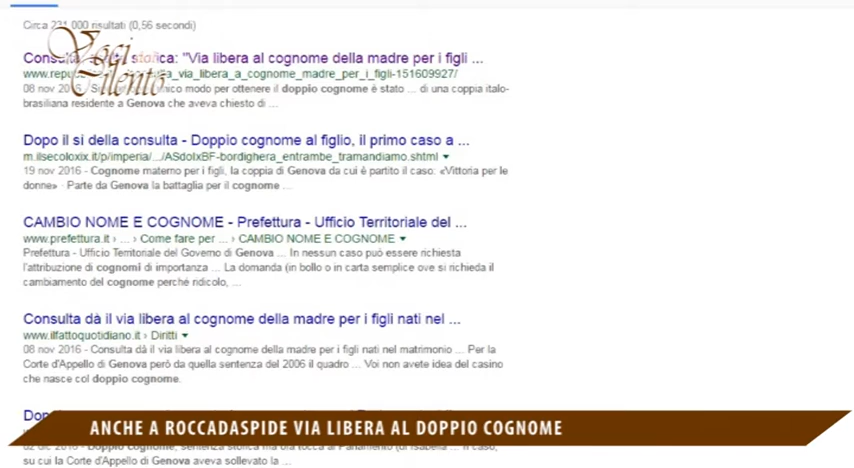 Circa 231.000 risultati (0,56 secondi)
Voci
Cilento
Consulta storica: "Via libera al cognome della madre per i figli ...
_via_libera_a_cognome_madre_per_i_figli-151609927/
08 nov modo per ottenere il doppio cognome è stato ... di una coppia italo-
brasiliana residente a Genova che aveva chiesto di ...
Dopo il sì della consulta - Doppio cognome al figlio, il primo caso a ...
m.ilsecoloxix.it/p/imperia/.../ASdoIxBF-bordighera_entrambe_tramandiamo.shtml
19 nov 2016 - Cognome materno per i figli, la coppia di Genova da cui è partito il caso: «Vittoria per le
donne» · Parte da Genova la battaglia per il cognome ...
CAMBIO NOME E COGNOME - Prefettura - Ufficio Territoriale del ...
www.prefettura.it › ... › Come fare per ... › CAMBIO NOME E COGNOME
Prefettura - Ufficio Territoriale del Governo di Genova ... In nessun caso può essere richiesta
l'attribuzione di cognomi di importanza ... La domanda (in bollo o in carta semplice ove si richieda il
cambiamento del cognome perché ridicolo, ...
Consulta dà il via libera al cognome della madre per i figli nati nel ...
www.ilfattoquotidiano.it › Diritti
08 nov 2016 - Consulta dà il via libera al cognome della madre per i figli nati nel matrimonio ... Per la
Corte d'Appello di Genova però da quella sentenza del 2006 il quadro ... Voi non avete idea del casino
che nasce col doppio cognome.
ANCHE A ROCCADASPIDE VIA LIBERA AL DOPPIO COGNOME
su cui la Corte d'Appello di Genova aveva sollevato la ...